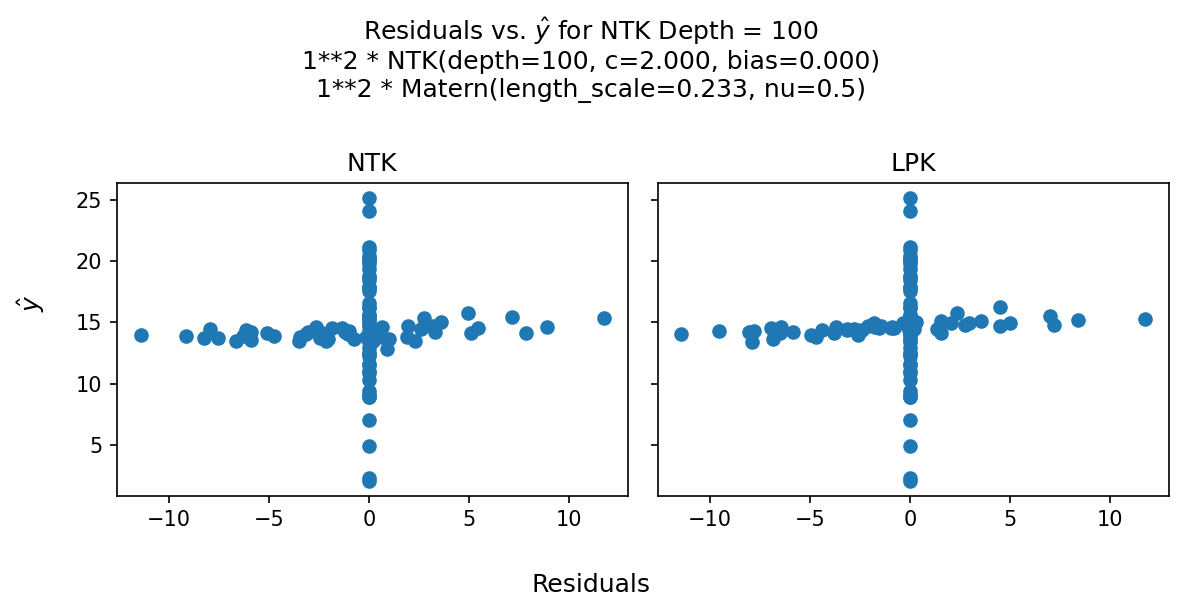 Residuals vs. ŷ for NTK Depth = 100
1**2 * NTK(depth=100, c=2.000, bias=0.000)
1**2 * Matern(length_scale=0.233, nu=0.5)
NTK
LPK
25
20
15
10
5
ŷ
−10 −5 0 5 10
−10 −5 0 5 10
Residuals